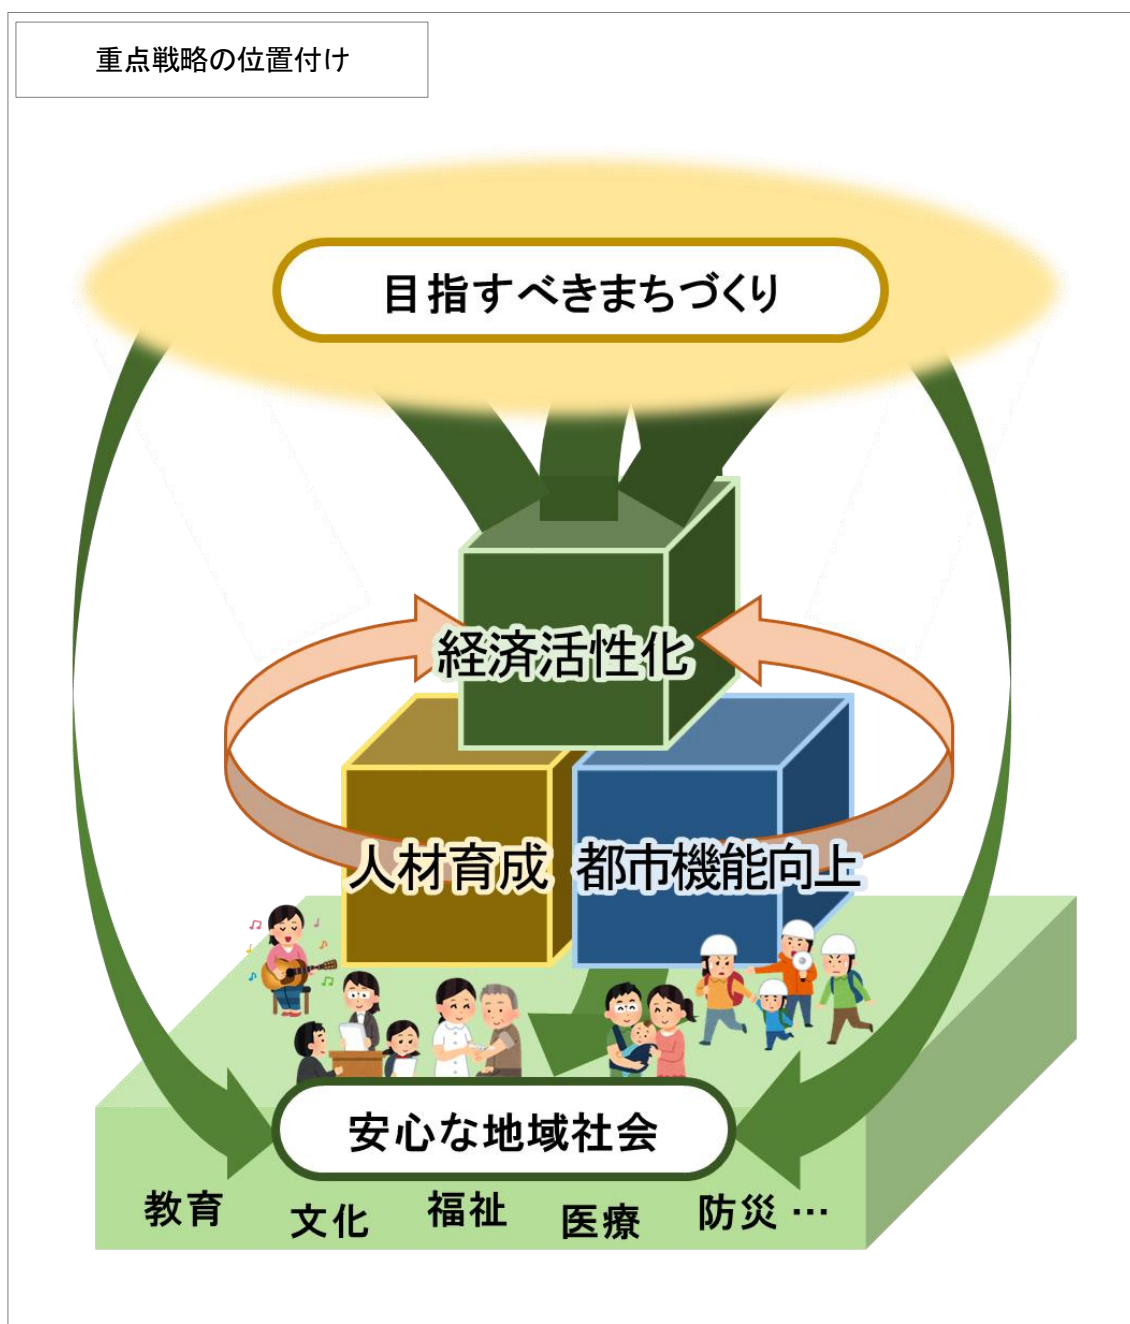 重点戦略の位置付け
目指すべきまちづくり
経済活性化
人材育成
都市機能向上
安心な地域社会
教育
文化
福祉
医療
防災 …